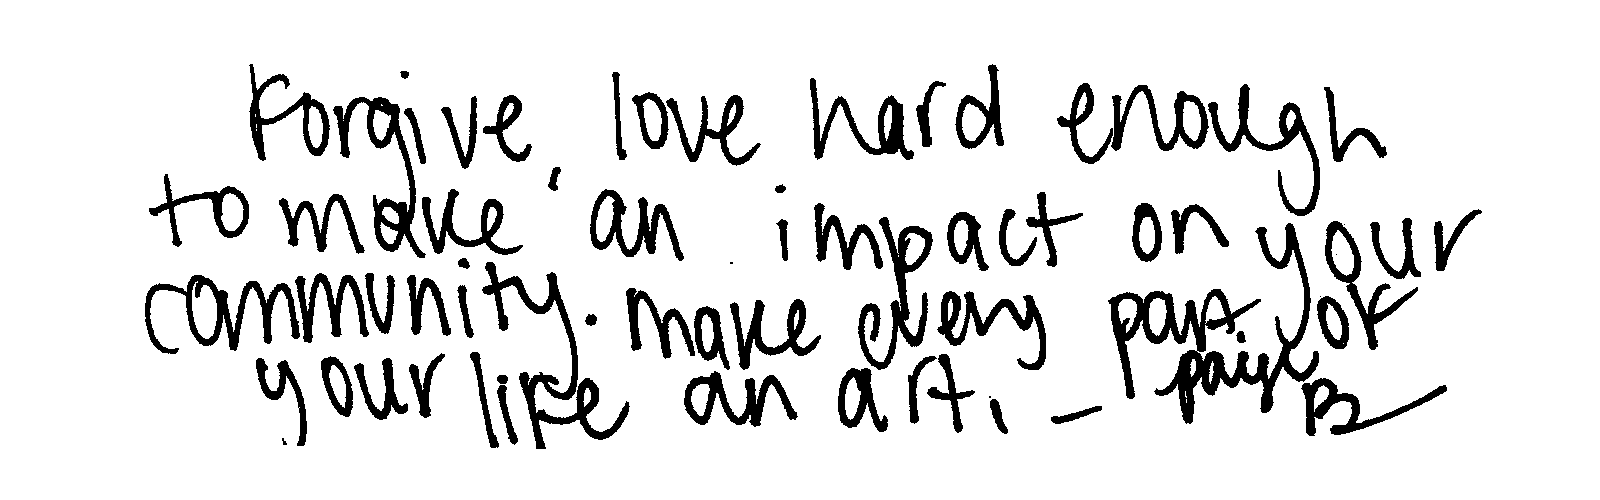 Forgive, love hard enough
to make an impact on your
community. make every part of
your life an art. - paige B